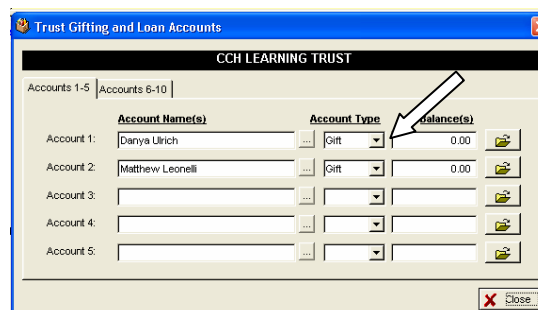 Trust Gifting and Loan Accounts
CCH LEARNING TRUST
Accounts 1-5 Accounts 6-10
Account Name(s) Account Type Balance(s)
Account 1: Danya Ulrich ... Gift 0.00
Account 2: Matthew Leonelli ... Gift 0.00
Account 3: ...
Account 4: ...
Account 5: ...
Close